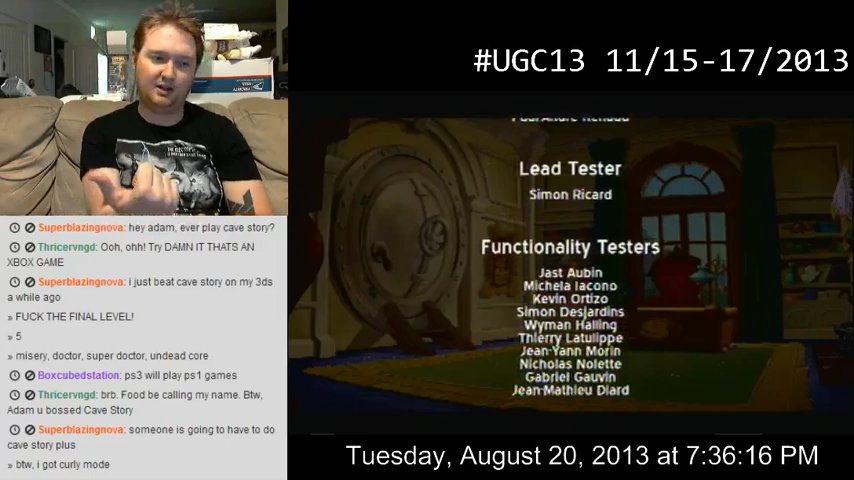 #UGC13 11/15-17/2013
Lead Tester
Simon Ricard
Functionality Testers
Jast Aubin
Michela Iacono
Kevin Ortizo
Simon Desjardins
Wyman Halling
Thierry Latulippe
Jean-Yann Morin
Nicholas Nolette
Gabriel Gauvin
Jean-Mathieu Diard
Superblazingnova: hey adam, ever play cave story?
Thricervngd: Ooh, ohh! Try DAMN IT THATS AN
XBOX GAME
Superblazingnova: i just beat cave story on my 3ds
a while ago
» FUCK THE FINAL LEVEL!
» 5
» misery, doctor, super doctor, undead core
Boxcubedstation: ps3 will play ps1 games
Thricervngd: brb. Food be calling my name. Btw,
Adam u bossed Cave Story
Superblazingnova: someone is going to have to do
cave story plus
» btw, i got curly mode
Tuesday, August 20, 2013 at 7:36:16 PM